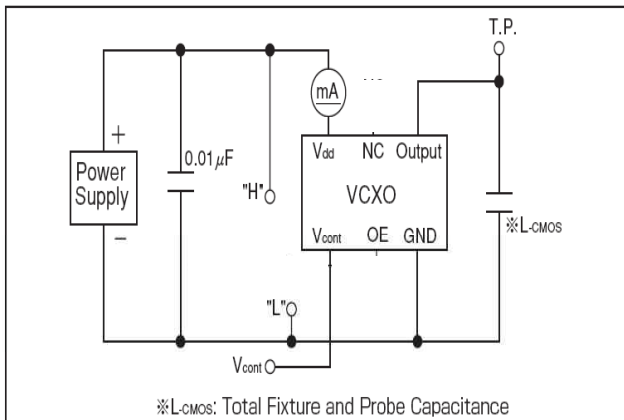 T.P.
mA
+
Power
Supply
−
0.01μF
"H"
Vdd NC Output
VCXO
Vcont OE GND
※L-CMOS
"L"
Vcont
※L-CMOS: Total Fixture and Probe Capacitance